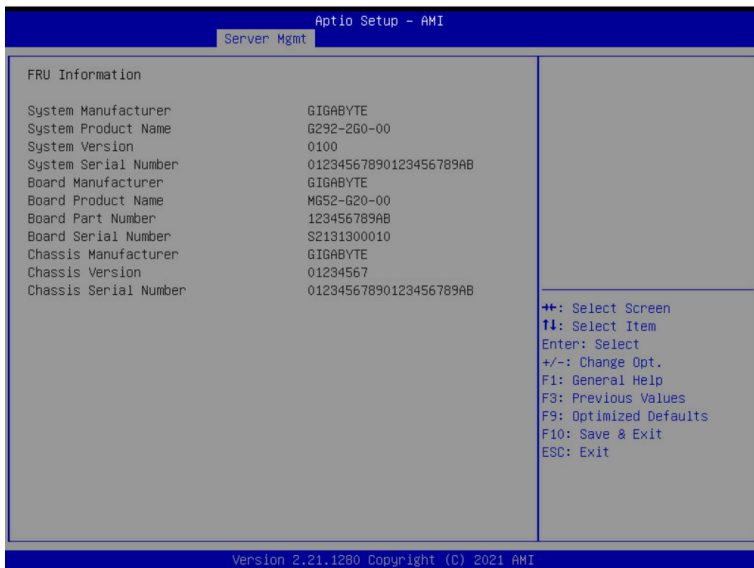 Aptio Setup – AMI
Server Mgmt
FRU Information
System Manufacturer GIGABYTE
System Product Name G292-2G0-00
System Version 0100
System Serial Number 01234567890123456789AB
Board Manufacturer GIGABYTE
Board Product Name MG52-G20-00
Board Part Number 123456789AB
Board Serial Number S2131300010
Chassis Manufacturer GIGABYTE
Chassis Version 01234567
Chassis Serial Number 01234567890123456789AB
→←: Select Screen
↑↓: Select Item
Enter: Select
+/-: Change Opt.
F1: General Help
F3: Previous Values
F9: Optimized Defaults
F10: Save & Exit
ESC: Exit
Version 2.21.1280 Copyright (C) 2021 AMI